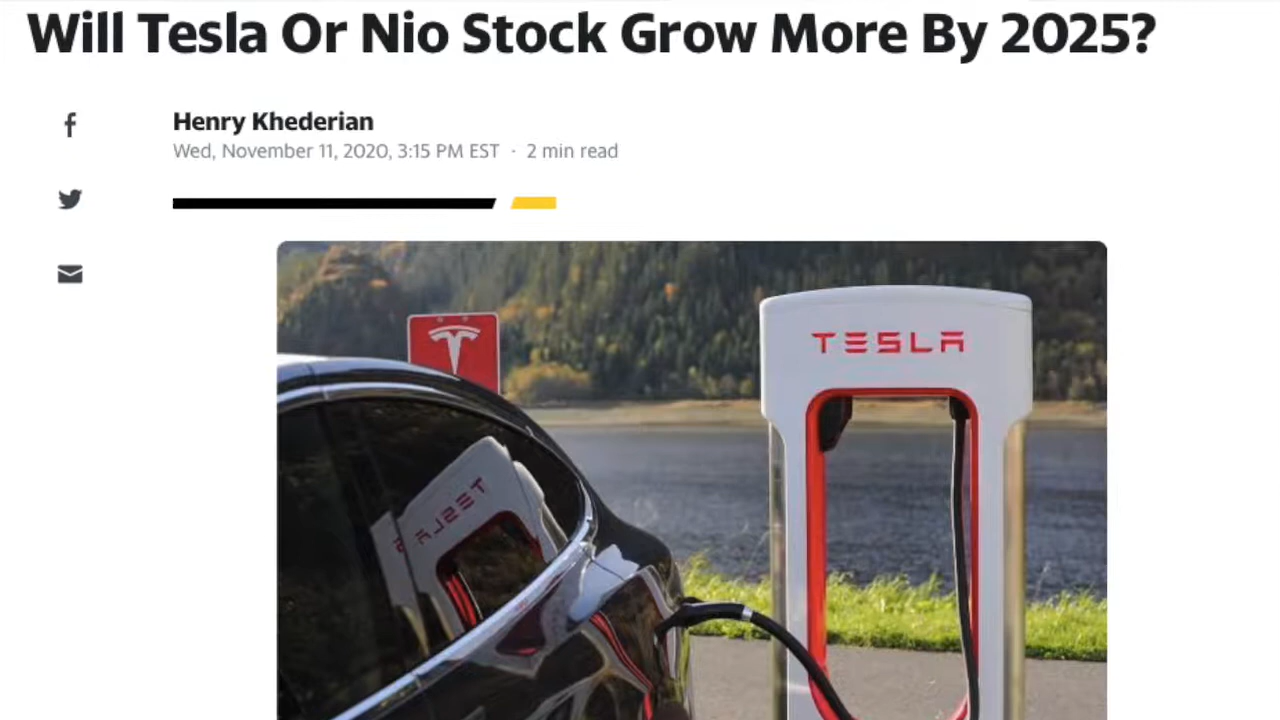 Will Tesla Or Nio Stock Grow More By 2025?
Henry Khederian
Wed, November 11, 2020, 3:15 PM EST · 2 min read
TESLA
TESLA